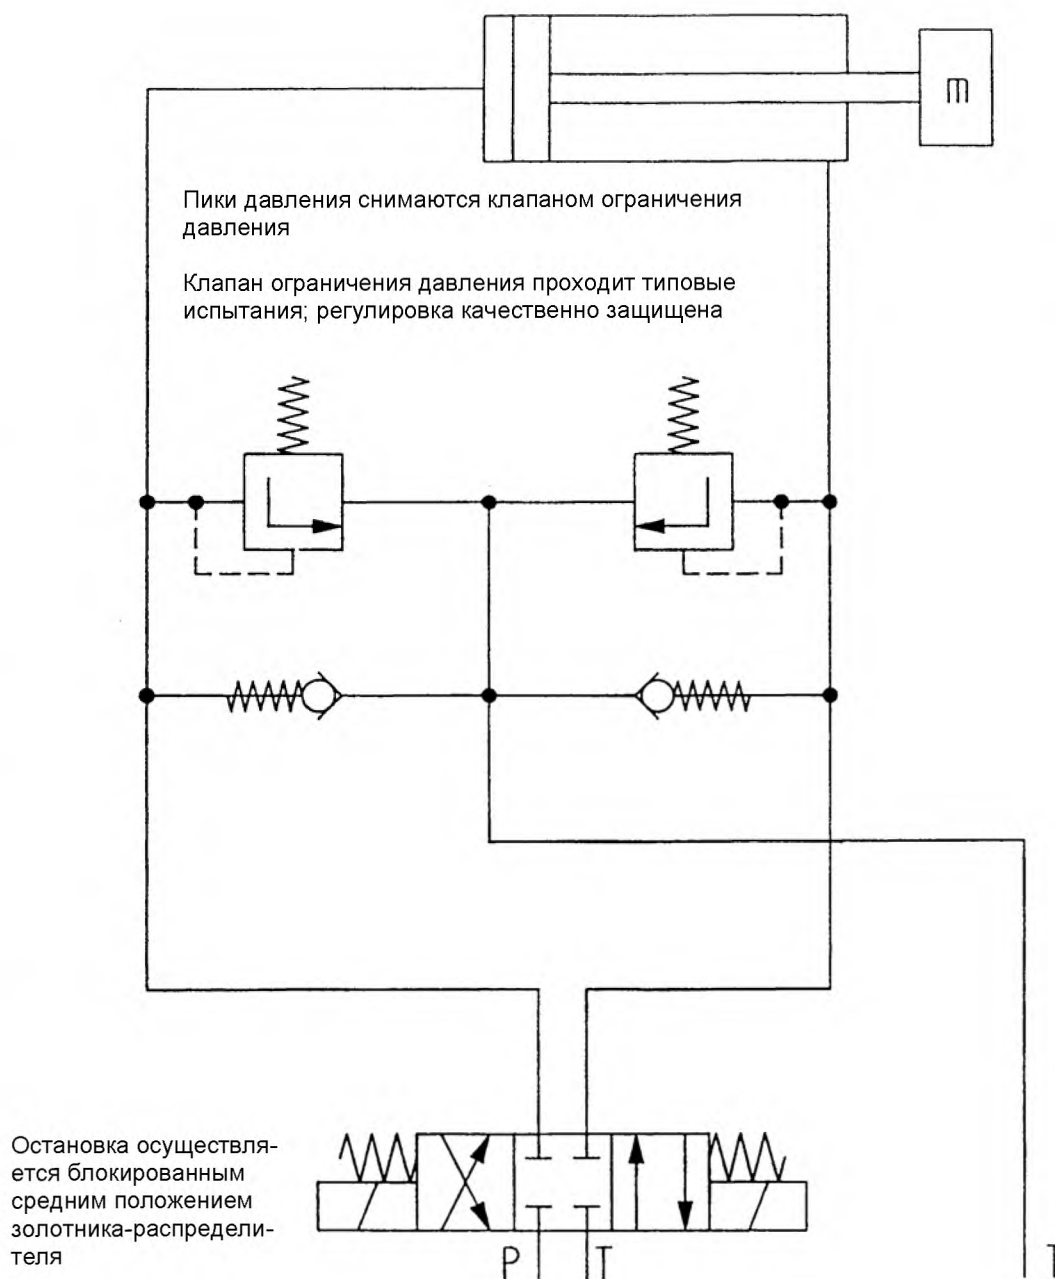 m
Пики давления снимаются клапаном ограничения
давления
Клапан ограничения давления проходит типовые
испытания; регулировка качественно защищена
Остановка осуществля-
ется блокированным
средним положением
золотника-распредели-
теля
P T
T